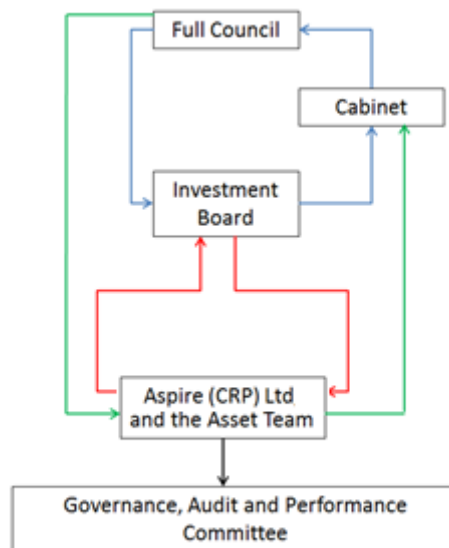 Full Council
Cabinet
Investment
Board
Aspire (CRP) Ltd
and the Asset Team
Governance, Audit and Performance
Committee